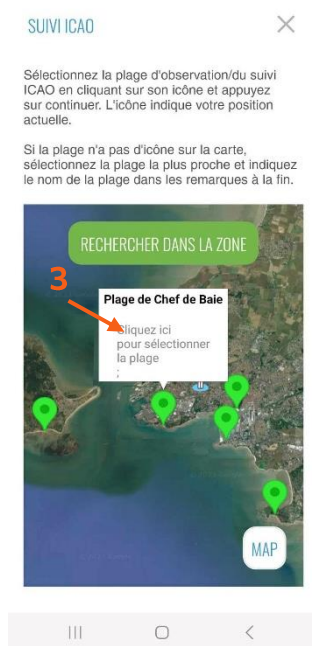 SUIVI ICAO
Sélectionnez la plage d'observation/du suivi
ICAO en cliquant sur son icône et appuyez
sur continuer. L'icône indique votre position
actuelle.
Si la plage n'a pas d'icône sur la carte,
sélectionnez la plage la plus proche et indiquez
le nom de la plage dans les remarques à la fin.
RECHERCHER DANS LA ZONE
3
Plage de Chef de Baie
Cliquez ici
pour sélectionner
la plage
;
MAP